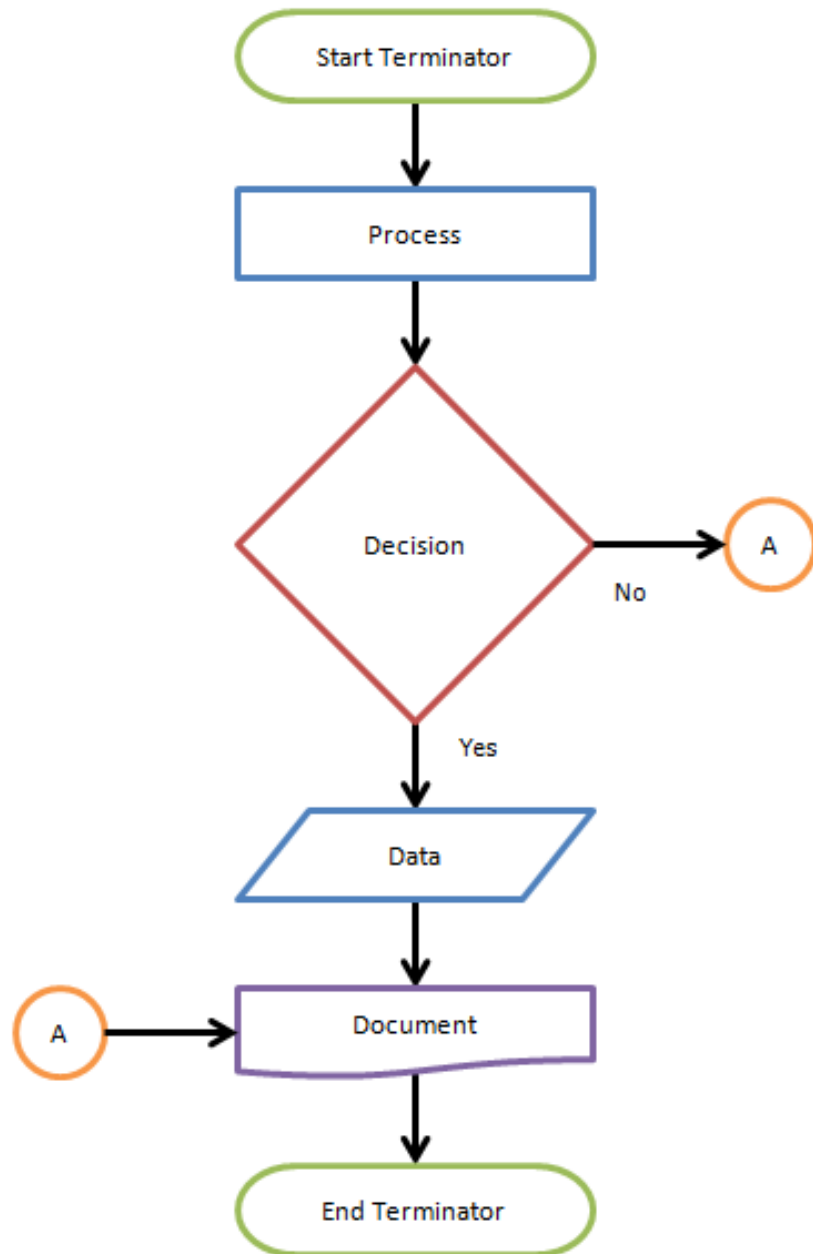 Start Terminator
Process
Decision
A
No
Yes
Data
A
Document
End Terminator